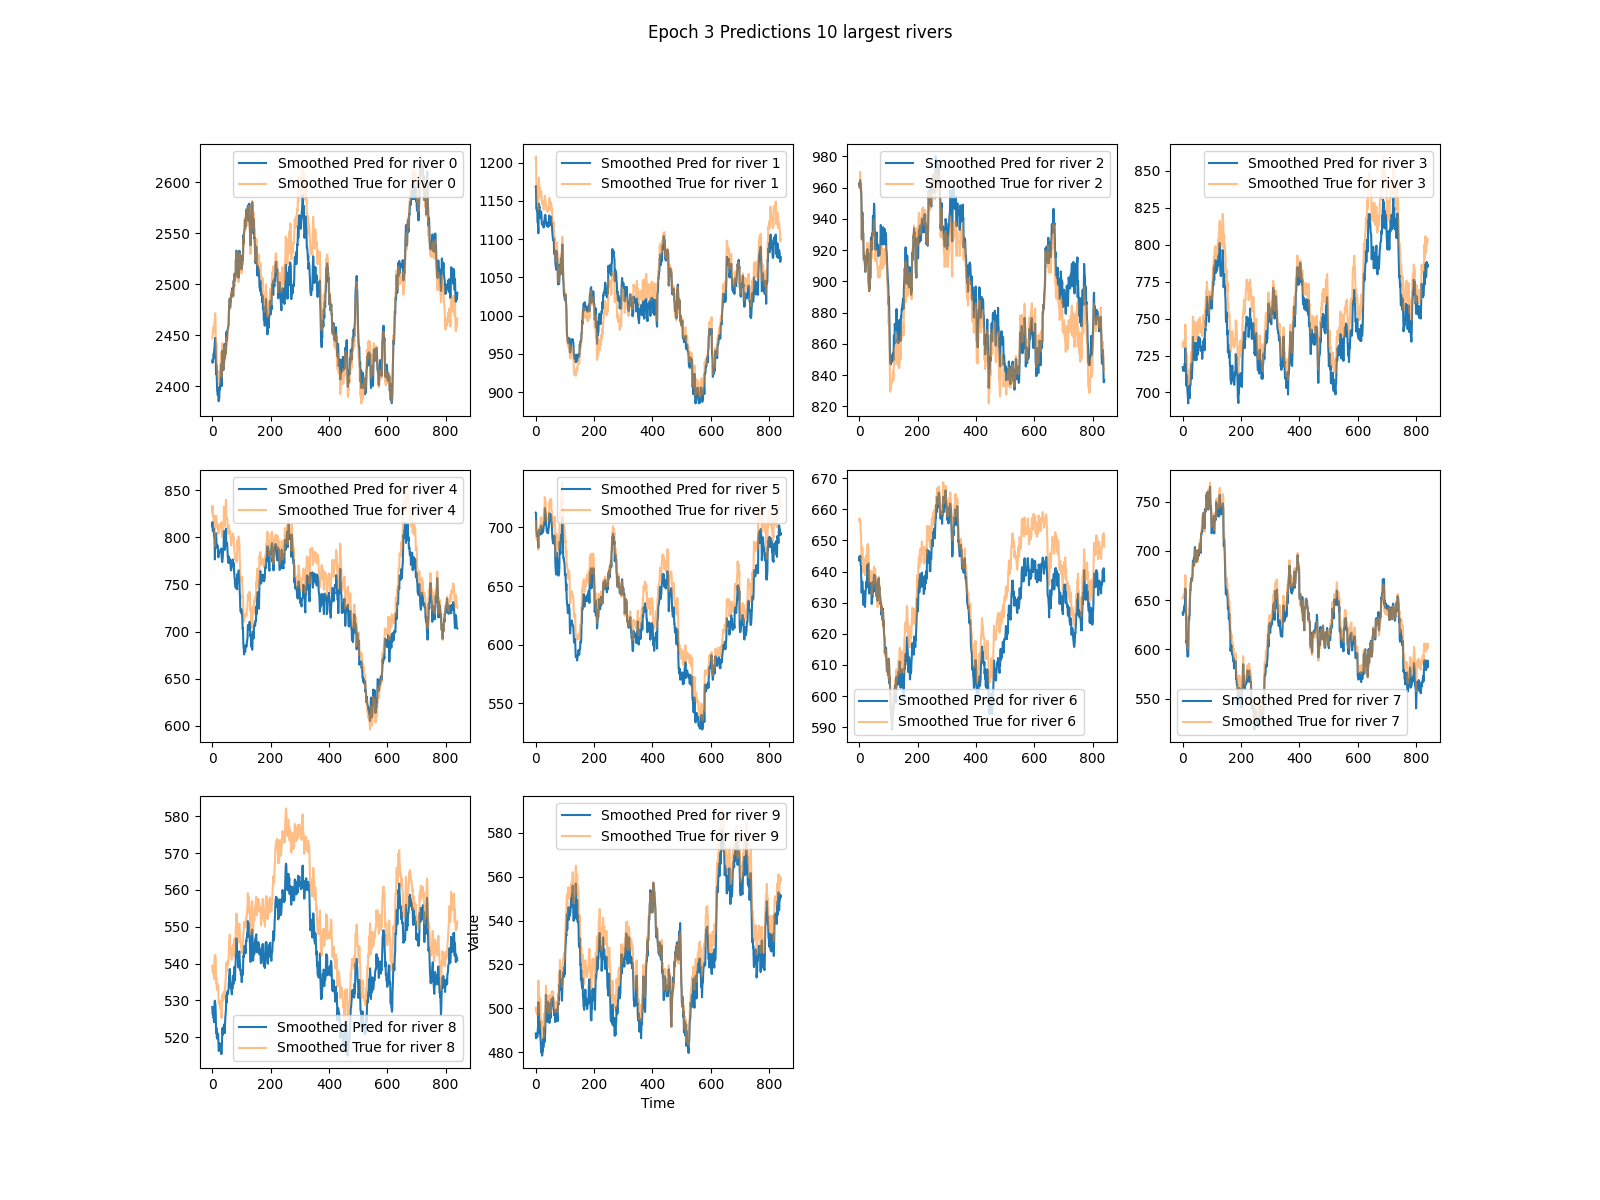 Epoch 3 Predictions 10 largest rivers
Smoothed Pred for river 0
Smoothed True for river 0
2600
2550
2500
2450
2400
0 200 400 600 800
Smoothed Pred for river 1
Smoothed True for river 1
1200
1150
1100
1050
1000
950
900
0 200 400 600 800
Smoothed Pred for river 2
Smoothed True for river 2
980
960
940
920
900
880
860
840
820
0 200 400 600 800
Smoothed Pred for river 3
Smoothed True for river 3
850
825
800
775
750
725
700
0 200 400 600 800
Smoothed Pred for river 4
Smoothed True for river 4
850
800
750
700
650
600
0 200 400 600 800
Smoothed Pred for river 5
Smoothed True for river 5
700
650
600
550
0 200 400 600 800
670
660
650
640
630
620
610
600
590
Smoothed Pred for river 6
Smoothed True for river 6
0 200 400 600 800
750
700
650
600
550
Smoothed Pred for river 7
Smoothed True for river 7
0 200 400 600 800
580
570
560
550
540
530
520
Smoothed Pred for river 8
Smoothed True for river 8
0 200 400 600 800
Smoothed Pred for river 9
Smoothed True for river 9
Value
580
560
540
520
500
480
0 200 400 600 800
Time